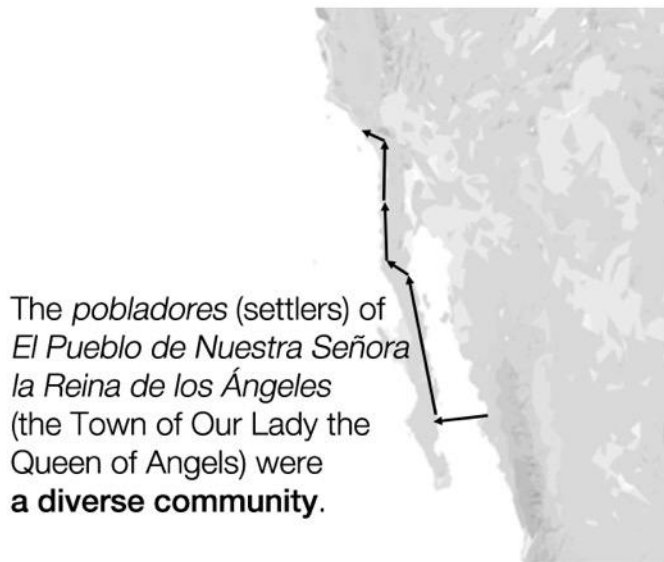 The pobladores (settlers) of
El Pueblo de Nuestra Señora
la Reina de los Ángeles
(the Town of Our Lady the
Queen of Angels) were
a diverse community.